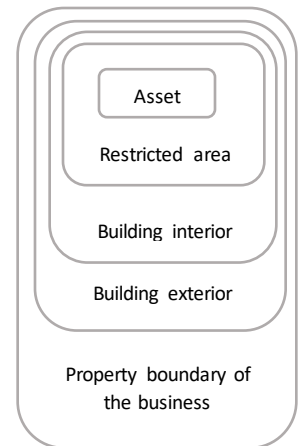 Asset
Restricted area
Building interior
Building exterior
Property boundary of
the business